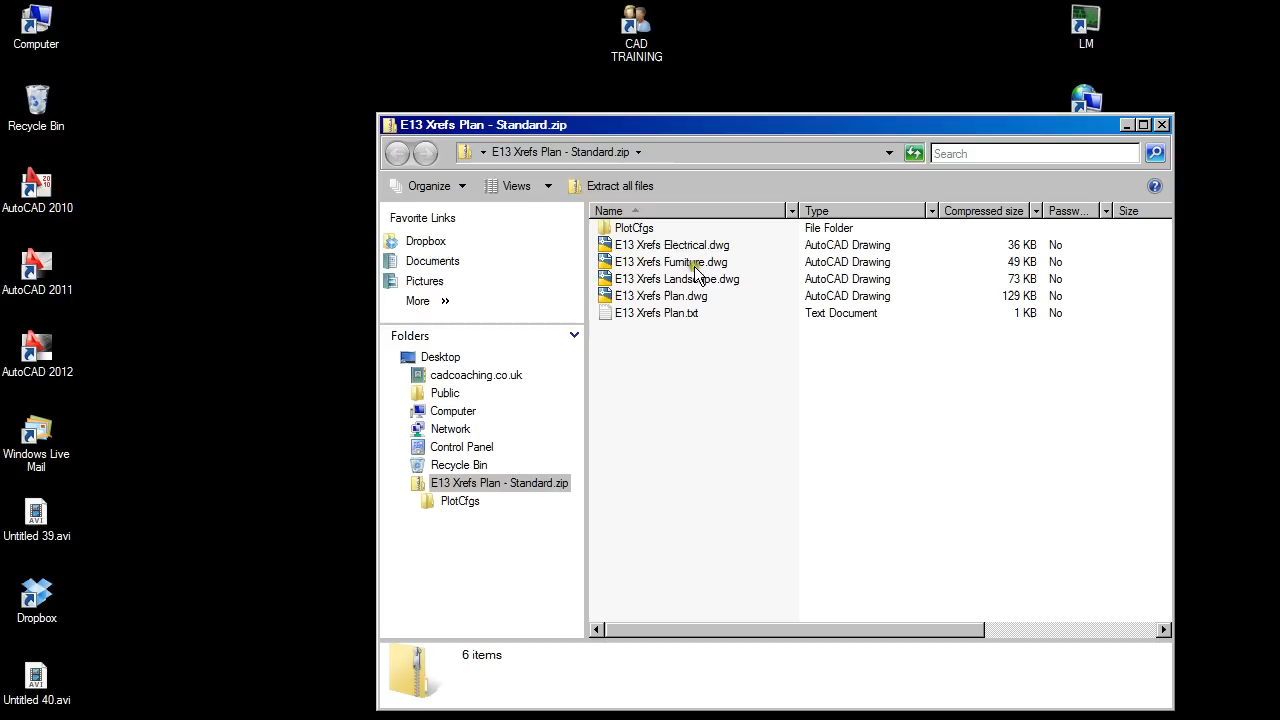 Computer
Recycle Bin
AutoCAD 2010
AutoCAD 2011
AutoCAD 2012
Windows Live
Mail
Untitled 39.avi
Dropbox
Untitled 40.avi
CAD
TRAINING
LM
E13 Xrefs Plan - Standard.zip
E13 Xrefs Plan - Standard.zip
Search
Organize
Views
Extract all files
Favorite Links
Dropbox
Documents
Pictures
More »
Folders
Desktop
cadcoaching.co.uk
Public
Computer
Network
Control Panel
Recycle Bin
E13 Xrefs Plan - Standard.zip
PlotCfgs
Name Type Compressed size Passw... Size
PlotCfgs File Folder
E13 Xrefs Electrical.dwg AutoCAD Drawing 36 KB No
E13 Xrefs Furniture.dwg AutoCAD Drawing 49 KB No
E13 Xrefs Landscape.dwg AutoCAD Drawing 73 KB No
E13 Xrefs Plan.dwg AutoCAD Drawing 129 KB No
E13 Xrefs Plan.txt Text Document 1 KB No
6 items